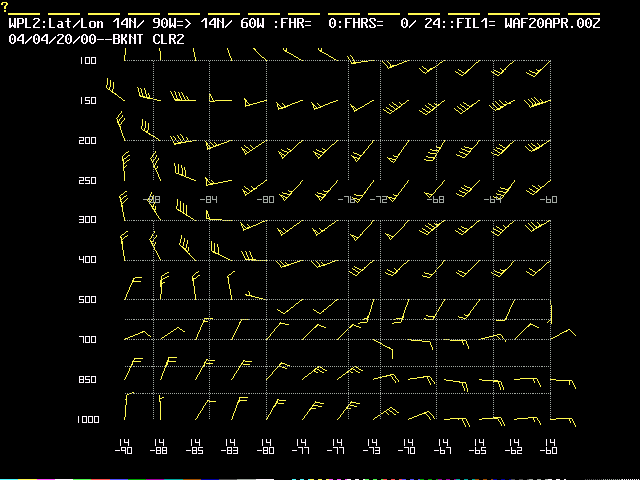 ?
WPL2:Lat/Lon 14N/ 90W=> 14N/ 60W :FHR=  0:FHRS=  0/ 24::FIL1= WAF20APR.00Z
04/04/20/00--BKNT CLR2
100
150
200
250
-88 -84 -80 -76 -72 -68 -64 -60
300
400
500
700
850
1000
14 14 14 14 14 14 14 14 14 14 14 14 14
-90 -88 -85 -83 -80 -77 -77 -73 -70 -67 -65 -62 -60